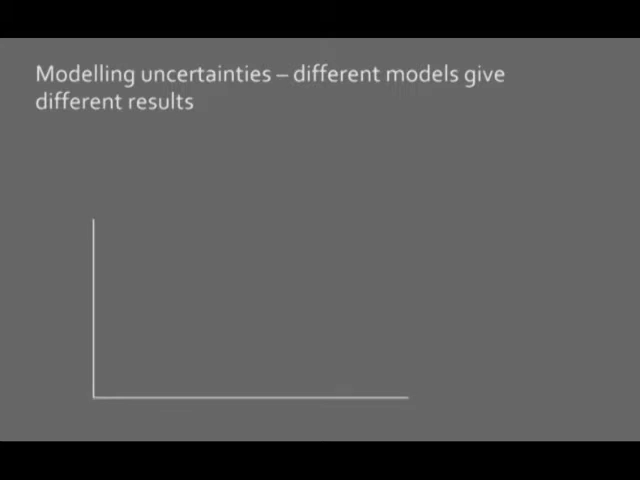 Modelling uncertainties – different models give
different results